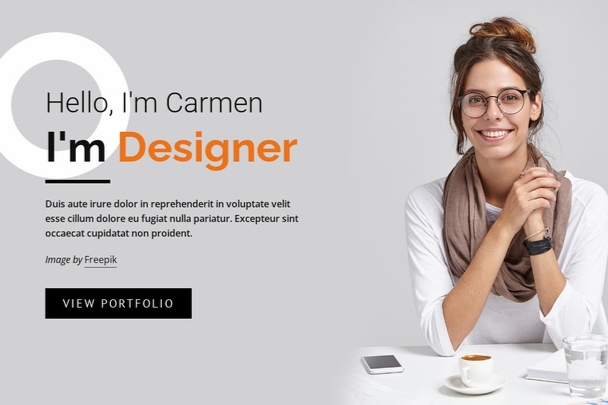 Hello, I'm Carmen
I'm Designer
Duis aute irure dolor in reprehenderit in voluptate velit
esse cillum dolore eu fugiat nulla pariatur. Excepteur sint
occaecat cupidatat non proident.
Image by Freepik
VIEW PORTFOLIO